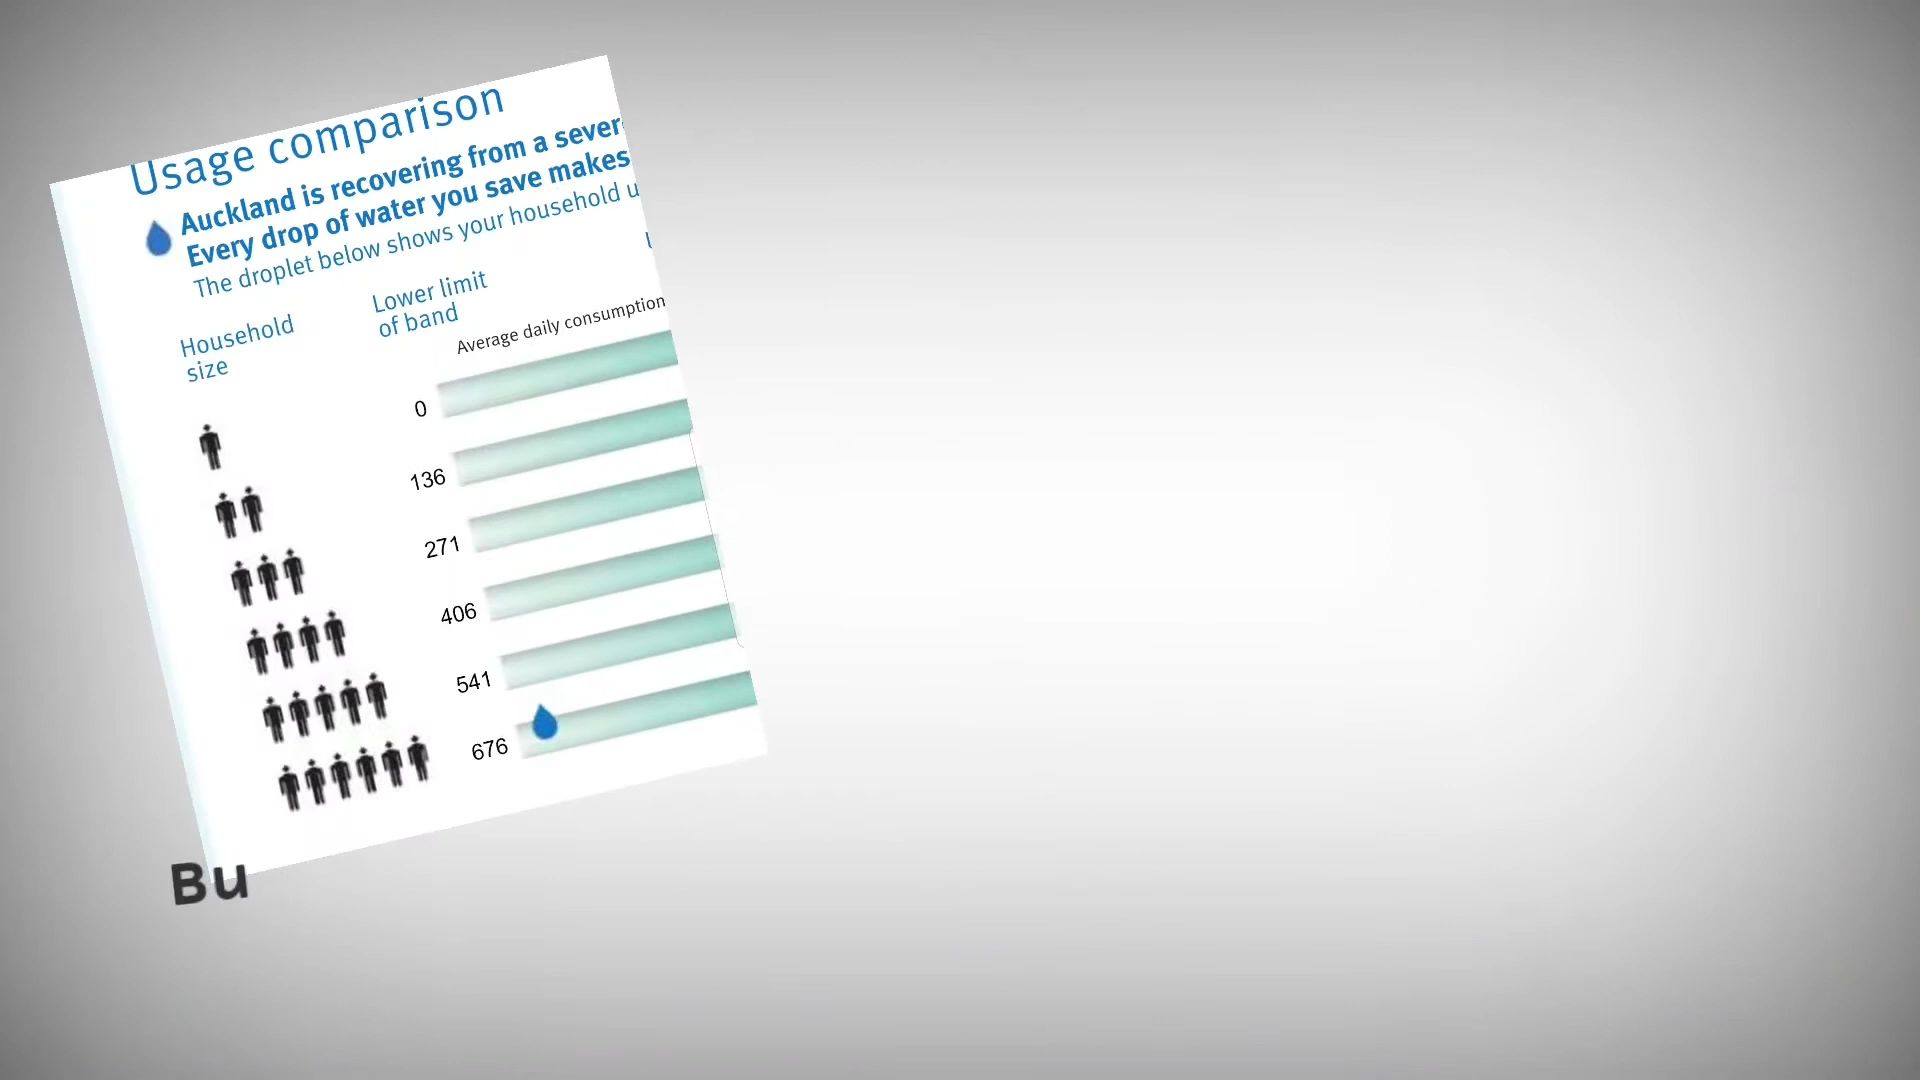 Usage comparison
Auckland is recovering from a sever
Every drop of water you save makes
The droplet below shows your household u
Household
size
Lower limit
of band
Average daily consumption
0
136
271
406
541
676
Bu